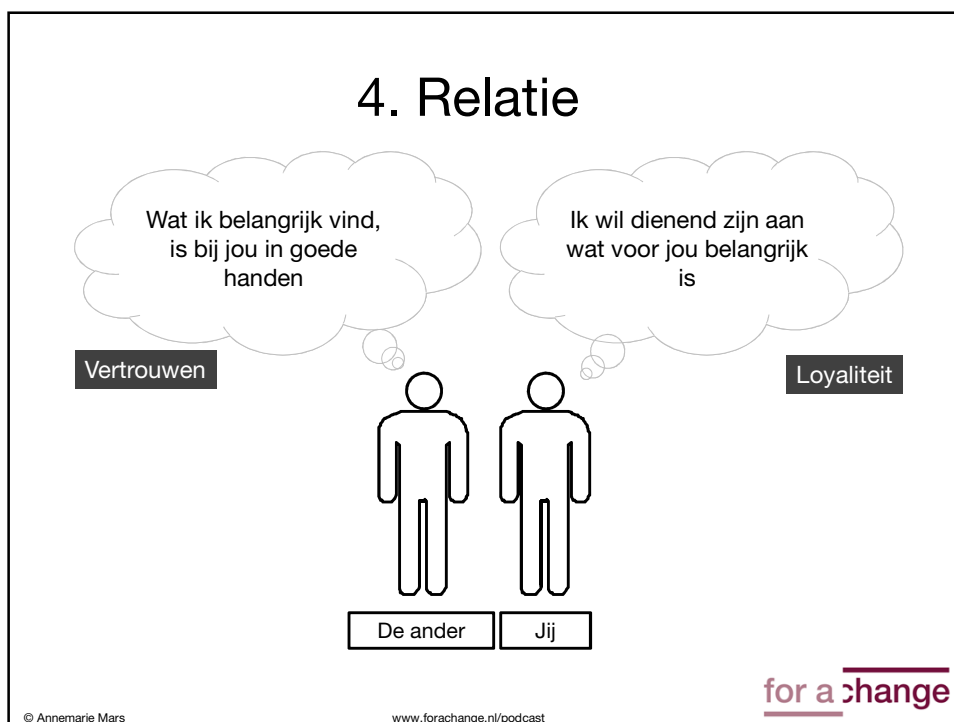 4. Relatie
Wat ik belangrijk vind,
is bij jou in goede
handen
Ik wil dienend zijn aan
wat voor jou belangrijk
is
Vertrouwen
Loyaliteit
De ander
Jij
© Annemarie Mars
www.forachange.nl/podcast
for a change